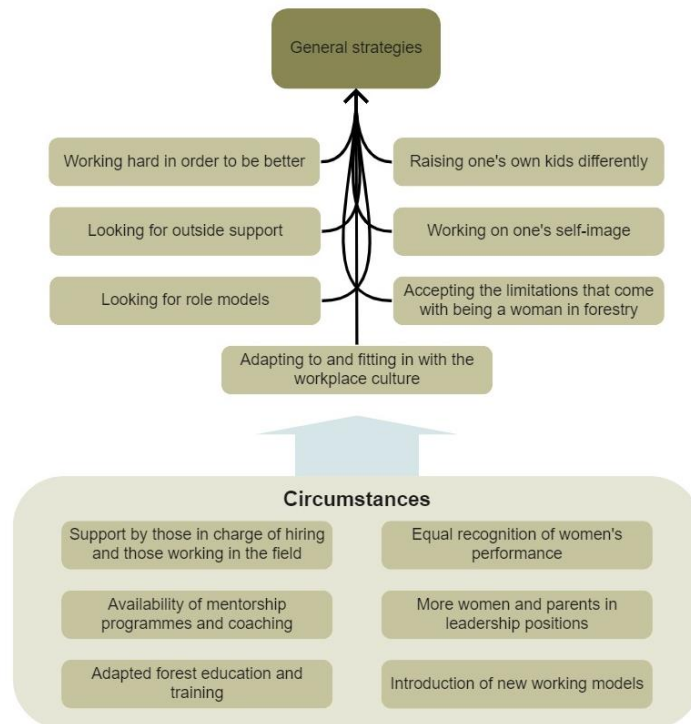 General strategies
Working hard in order to be better
Raising one's own kids differently
Looking for outside support
Working on one's self-image
Looking for role models
Accepting the limitations that come
with being a woman in forestry
Adapting to and fitting in with the
workplace culture
Circumstances
Support by those in charge of hiring
and those working in the field
Equal recognition of women's
performance
Availability of mentorship
programmes and coaching
More women and parents in
leadership positions
Adapted forest education and
training
Introduction of new working models